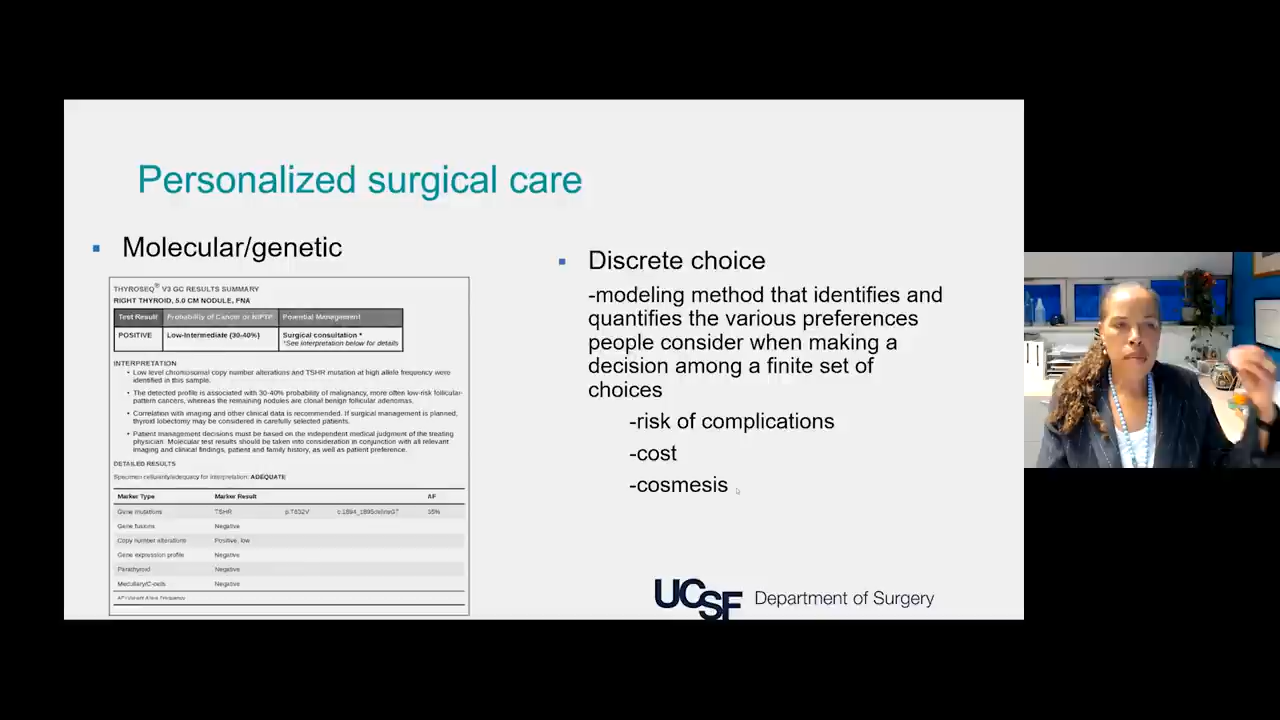 Personalized surgical care
▪ Molecular/genetic
THYROSEQ® V3 GC RESULTS SUMMARY
RIGHT THYROID, 5.0 CM NODULE, FNA
Test Result Probability of Cancer or NIFTP Potential Management
POSITIVE Low-Intermediate (30-40%) Surgical consultation *
*See interpretation below for details
INTERPRETATION
• Low level chromosomal copy number alterations and TSHR mutation at high allele frequency were
identified in this sample.
• The detected profile is associated with 30-40% probability of malignancy, more often low-risk follicular-
pattern cancers, whereas the remaining nodules are clonal benign follicular adenomas.
• Correlation with imaging and other clinical data is recommended. If surgical management is planned,
thyroid lobectomy may be considered in carefully selected patients.
• Patient management decisions must be based on the independent medical judgment of the treating
physician. Molecular test results should be taken into consideration in conjunction with all relevant
imaging and clinical findings, patient and family history, as well as patient preference.
DETAILED RESULTS
Specimen cellularity/adequacy for interpretation: ADEQUATE
Marker Type Marker Result AF
Gene mutations TSHR p.T632V
Gene fusions Negative
Copy number alterations Positive, low
Gene expression profile Negative
Parathyroid Negative
Medullary/C-cells Negative
AF-Variant Allele Frequency
▪ Discrete choice
-modeling method that identifies and
quantifies the various preferences
people consider when making a
decision among a finite set of
choices
-risk of complications
-cost
-cosmesis
UCSF Department of Surgery